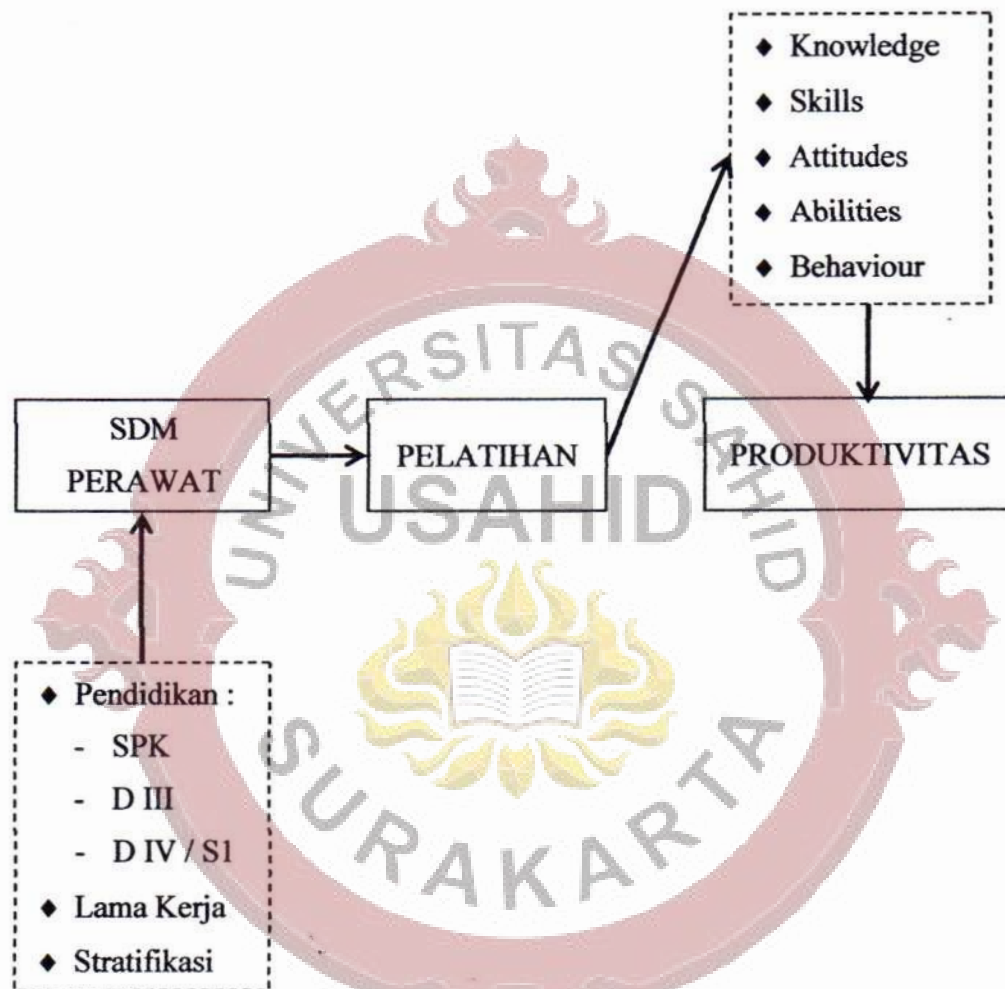 ◆ Knowledge
◆ Skills
◆ Attitudes
◆ Abilities
◆ Behaviour
SDM
PERAWAT
PELATIHAN
PRODUKTIVITAS
◆ Pendidikan :
- SPK
- D III
- D IV / S1
◆ Lama Kerja
◆ Stratifikasi
UNIVERSITAS SAHID
USAHID
SURAKARTA